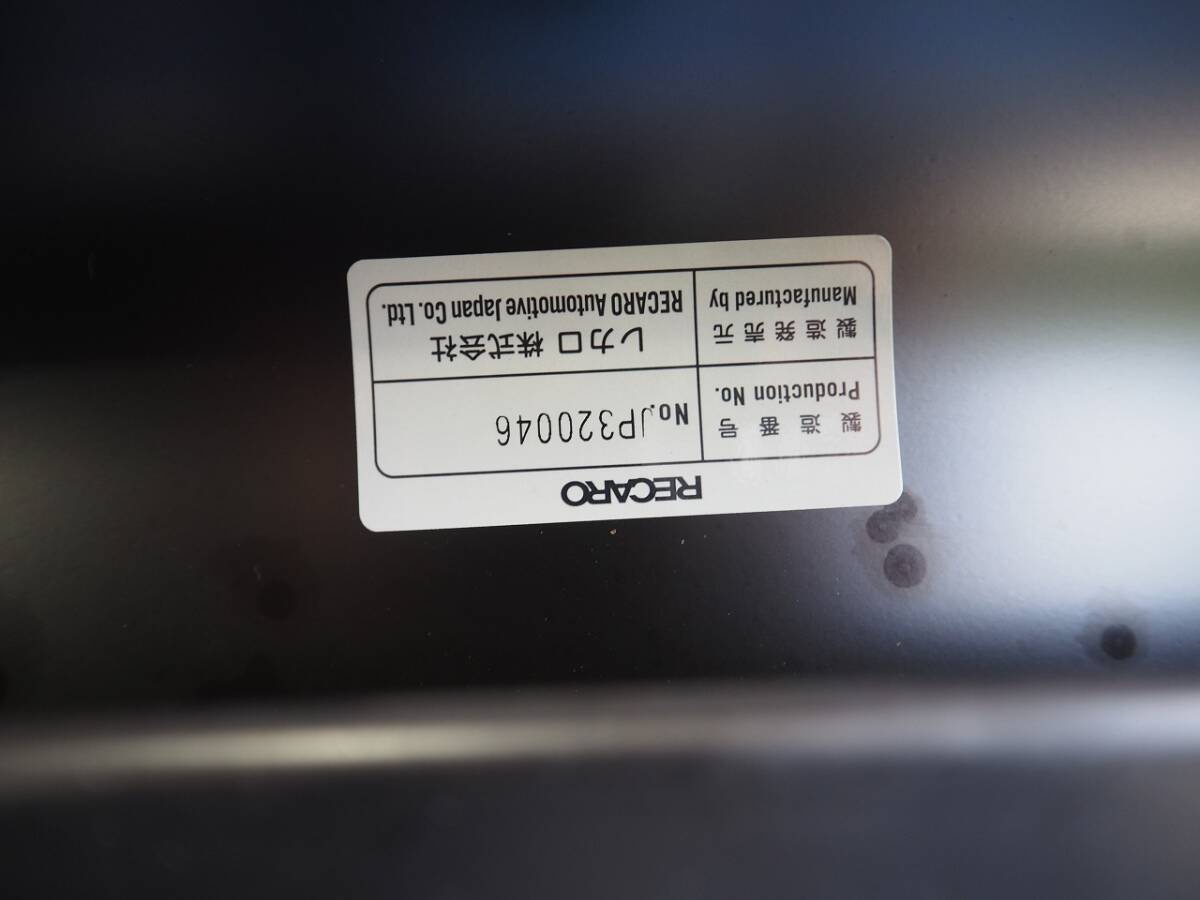 RECARO
製造番号
Production No.
No.JP320046
製造発売元
Manufactured by
レカロ 株式会社
RECARO Automotive Japan Co. Ltd.